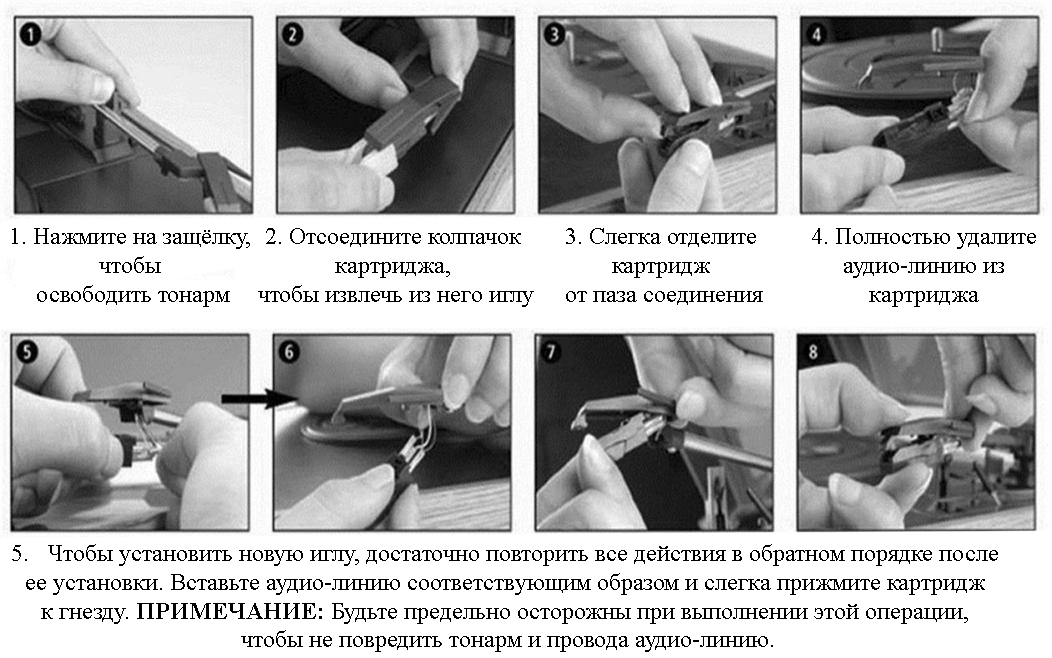 1
2
3
4
1. Нажмите на защёлку,
чтобы
освободить тонарм
2. Отсоедините колпачок
картриджа,
чтобы извлечь из него иглу
3. Слегка отделите
картридж
от паза соединения
4. Полностью удалите
аудио-линию из
картриджа
5
6
7
8
5. Чтобы установить новую иглу, достаточно повторить все действия в обратном порядке после
ее установки. Вставьте аудио-линию соответствующим образом и слегка прижмите картридж
к гнезду. ПРИМЕЧАНИЕ: Будьте предельно осторожны при выполнении этой операции,
чтобы не повредить тонарм и провода аудио-линию.